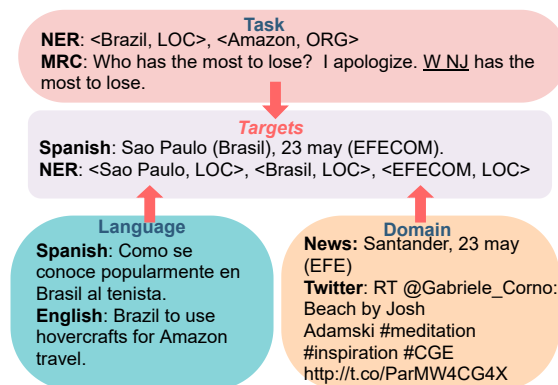 Task
NER: <Brazil, LOC>, <Amazon, ORG>
MRC: Who has the most to lose? I apologize. W NJ has the
most to lose.
Targets
Spanish: Sao Paulo (Brasil), 23 may (EFECOM).
NER: <Sao Paulo, LOC>, <Brasil, LOC>, <EFECOM, LOC>
Language
Spanish: Como se
conoce popularmente en
Brasil al tenista.
English: Brazil to use
hovercrafts for Amazon
travel.
Domain
News: Santander, 23 may
(EFE)
Twitter: RT @Gabriele_Corno:
Beach by Josh
Adamski #meditation
#inspiration #CGE
http://t.co/ParMW4CG4X